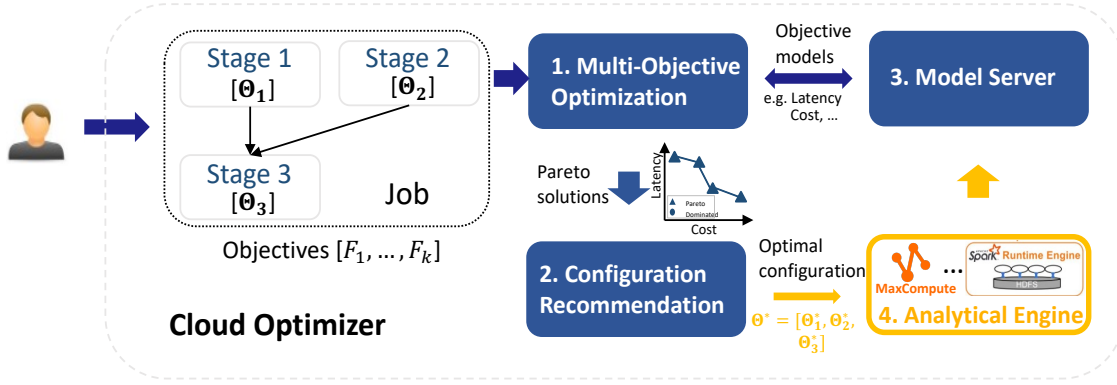 Stage 1
[Θ₁]
Stage 2
[Θ₂]
Stage 3
[Θ₃]
Job
Objectives [F₁, ... , Fₖ]
Cloud Optimizer
1. Multi-Objective
Optimization
Objective
models
e.g. Latency
Cost, ...
3. Model Server
Pareto
solutions
Latency
Pareto
Dominated
Cost
2. Configuration
Recommendation
Optimal
configuration
Θ* = [Θ₁*, Θ₂*,
Θ₃*]
MaxCompute
...
Spark Runtime Engine
HDFS
4. Analytical Engine